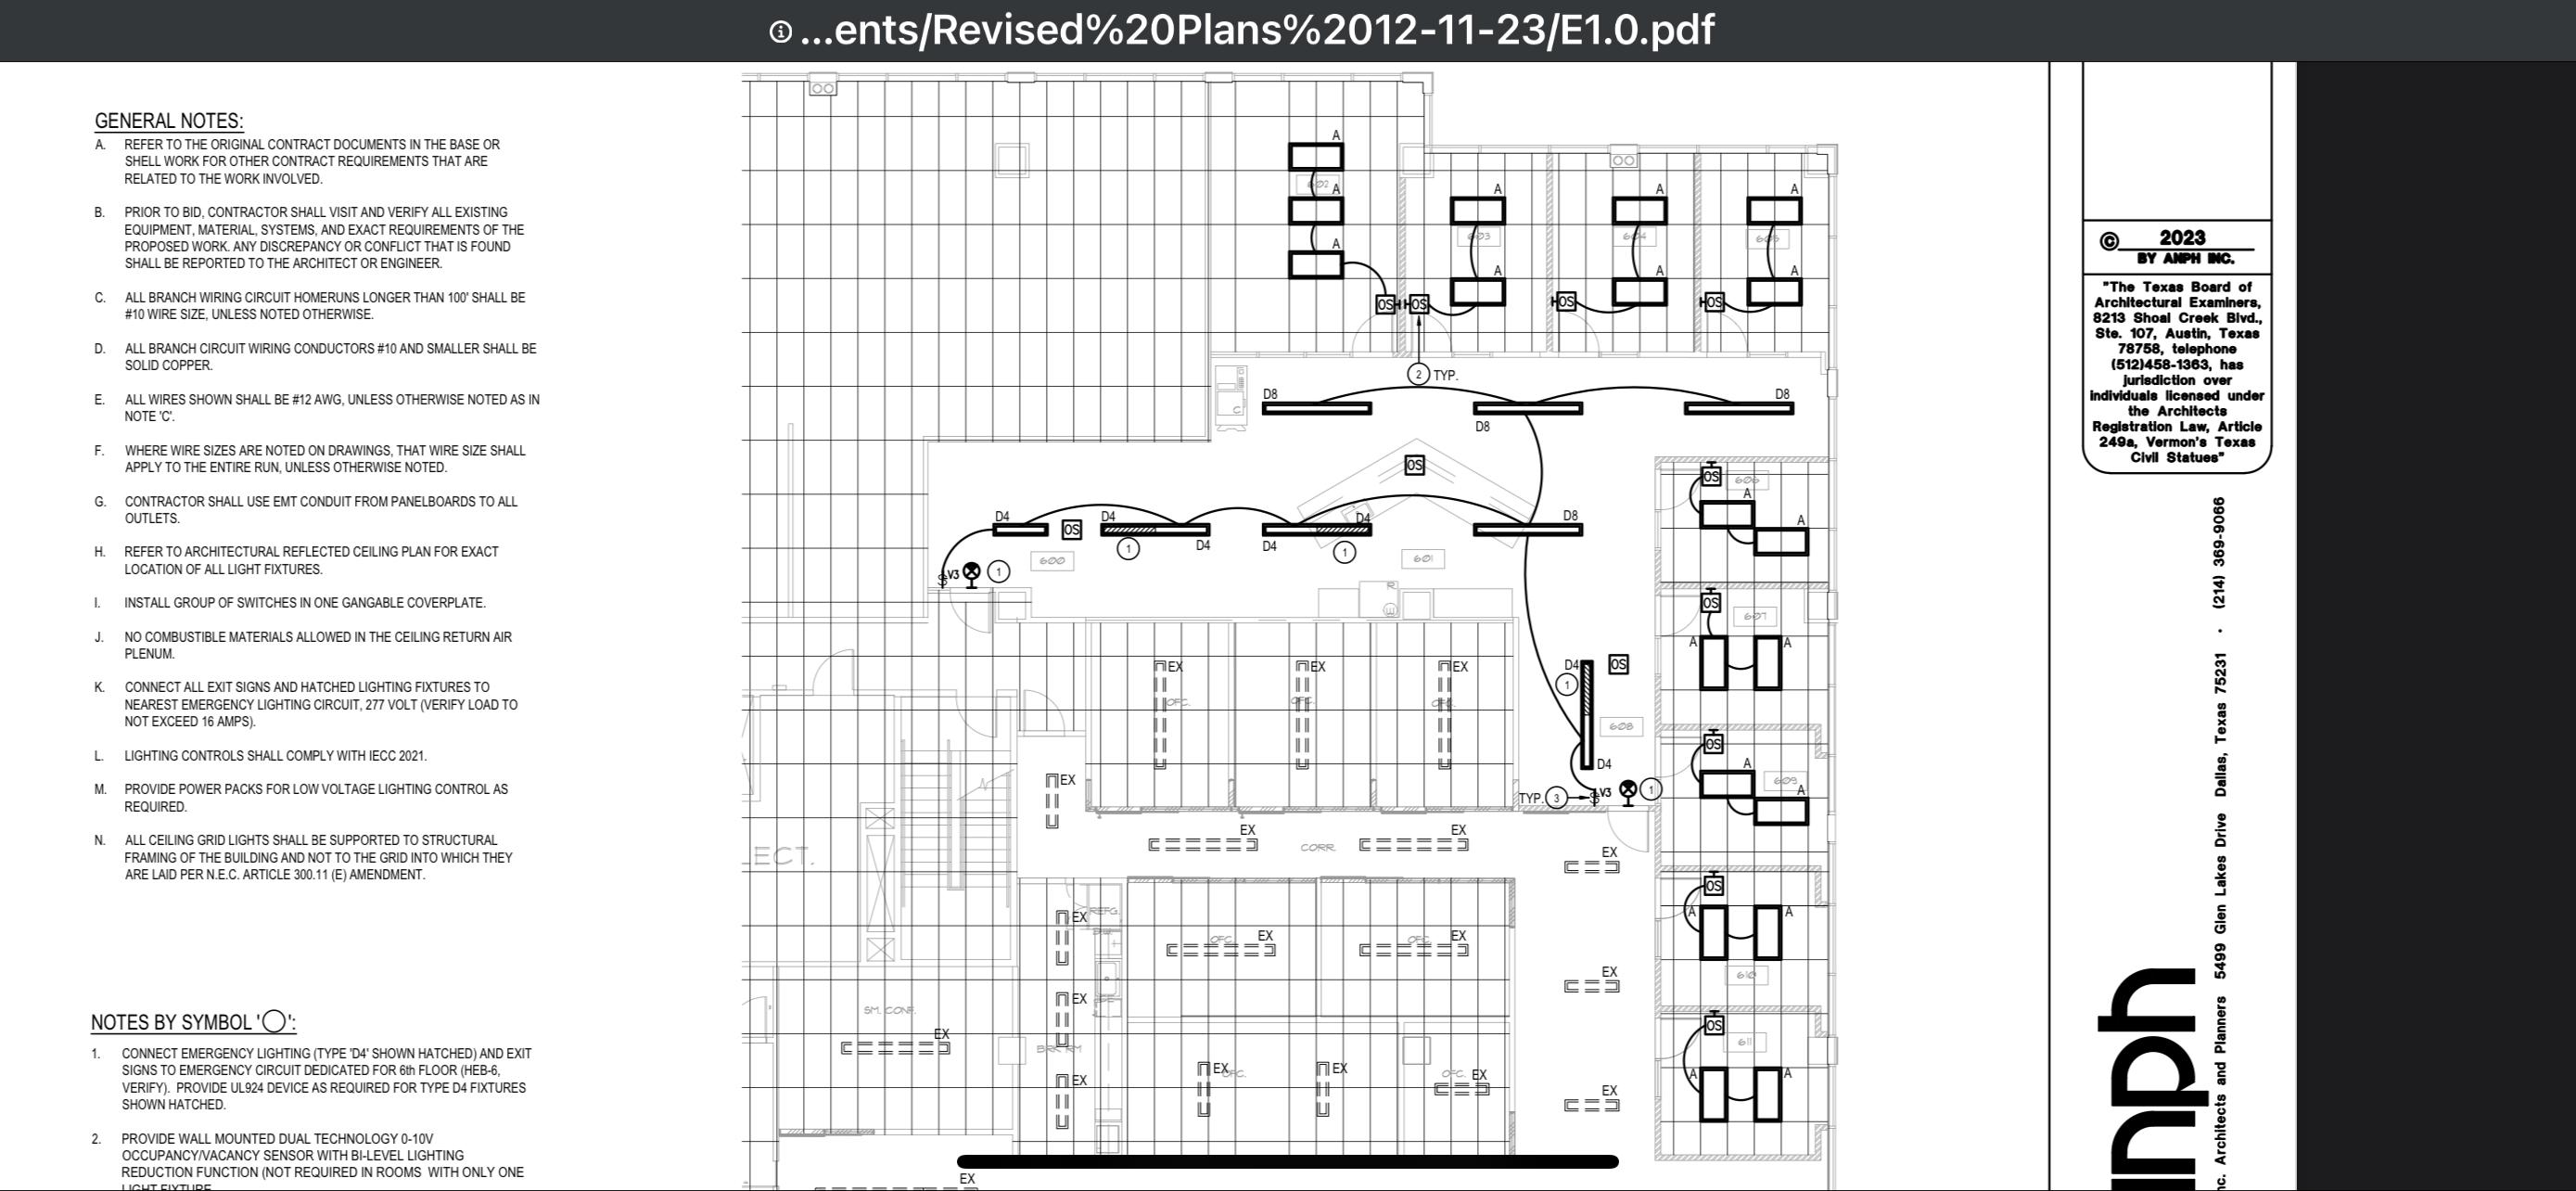 ...ents/Revised%20Plans%2012-11-23/E1.0.pdf
GENERAL NOTES:
A. REFER TO THE ORIGINAL CONTRACT DOCUMENTS IN THE BASE OR
SHELL WORK FOR OTHER CONTRACT REQUIREMENTS THAT ARE
RELATED TO THE WORK INVOLVED.
B. PRIOR TO BID, CONTRACTOR SHALL VISIT AND VERIFY ALL EXISTING
EQUIPMENT, MATERIAL, SYSTEMS, AND EXACT REQUIREMENTS OF THE
PROPOSED WORK. ANY DISCREPANCY OR CONFLICT THAT IS FOUND
SHALL BE REPORTED TO THE ARCHITECT OR ENGINEER.
C. ALL BRANCH WIRING CIRCUIT HOMERUNS LONGER THAN 100' SHALL BE
#10 WIRE SIZE, UNLESS NOTED OTHERWISE.
D. ALL BRANCH CIRCUIT WIRING CONDUCTORS #10 AND SMALLER SHALL BE
SOLID COPPER.
E. ALL WIRES SHOWN SHALL BE #12 AWG, UNLESS OTHERWISE NOTED AS IN
NOTE 'C'.
F. WHERE WIRE SIZES ARE NOTED ON DRAWINGS, THAT WIRE SIZE SHALL
APPLY TO THE ENTIRE RUN, UNLESS OTHERWISE NOTED.
G. CONTRACTOR SHALL USE EMT CONDUIT FROM PANELBOARDS TO ALL
OUTLETS.
H. REFER TO ARCHITECTURAL REFLECTED CEILING PLAN FOR EXACT
LOCATION OF ALL LIGHT FIXTURES.
I. INSTALL GROUP OF SWITCHES IN ONE GANGABLE COVERPLATE.
J. NO COMBUSTIBLE MATERIALS ALLOWED IN THE CEILING RETURN AIR
PLENUM.
K. CONNECT ALL EXIT SIGNS AND HATCHED LIGHTING FIXTURES TO
NEAREST EMERGENCY LIGHTING CIRCUIT, 277 VOLT (VERIFY LOAD TO
NOT EXCEED 16 AMPS).
L. LIGHTING CONTROLS SHALL COMPLY WITH IECC 2021.
M. PROVIDE POWER PACKS FOR LOW VOLTAGE LIGHTING CONTROL AS
REQUIRED.
N. ALL CEILING GRID LIGHTS SHALL BE SUPPORTED TO STRUCTURAL
FRAMING OF THE BUILDING AND NOT TO THE GRID INTO WHICH THEY
ARE LAID PER N.E.C. ARTICLE 300.11 (E) AMENDMENT.
NOTES BY SYMBOL '◯':
1. CONNECT EMERGENCY LIGHTING (TYPE 'D4' SHOWN HATCHED) AND EXIT
SIGNS TO EMERGENCY CIRCUIT DEDICATED FOR 6th FLOOR (HEB-6,
VERIFY). PROVIDE UL924 DEVICE AS REQUIRED FOR TYPE D4 FIXTURES
SHOWN HATCHED.
2. PROVIDE WALL MOUNTED DUAL TECHNOLOGY 0-10V
OCCUPANCY/VACANCY SENSOR WITH BI-LEVEL LIGHTING
REDUCTION FUNCTION (NOT REQUIRED IN ROOMS WITH ONLY ONE
LIGHT FIXTURE
A
602
A
A
A A A
603 604 605
A A A
OS OS OS OS
2 TYP.
C
D8 D8
D8
OS
OS
606
A
A
D4 OS D4 D4 D8
1 D4 D4 1
600 601
V3 1
R
OS
607
A A
EX EX EX
OFC. OFC. OFC.
D4 OS
1
608
D4
OS
A
609
A
EX
TYP. 3 V3 1
EX EX
CORR.
LECT.
EX
OS
A A
610
EX REFG.
OFC. EX OFC. EX
EX
EX
SM. CONF.
EX
BRK RM
OS
611
A A
EX
EX OFC. EX OFC. EX
EX
EX
© 2023
BY ANPH INC.
"The Texas Board of
Architectural Examiners,
8213 Shoal Creek Blvd.,
Ste. 107, Austin, Texas
78758, telephone
(512)458-1363, has
jurisdiction over
individuals licensed under
the Architects
Registration Law, Article
249a, Vernon's Texas
Civil Statues"
anph
nc. Architects and Planners 5499 Glen Lakes Drive Dallas, Texas 75231 • (214) 369-9066